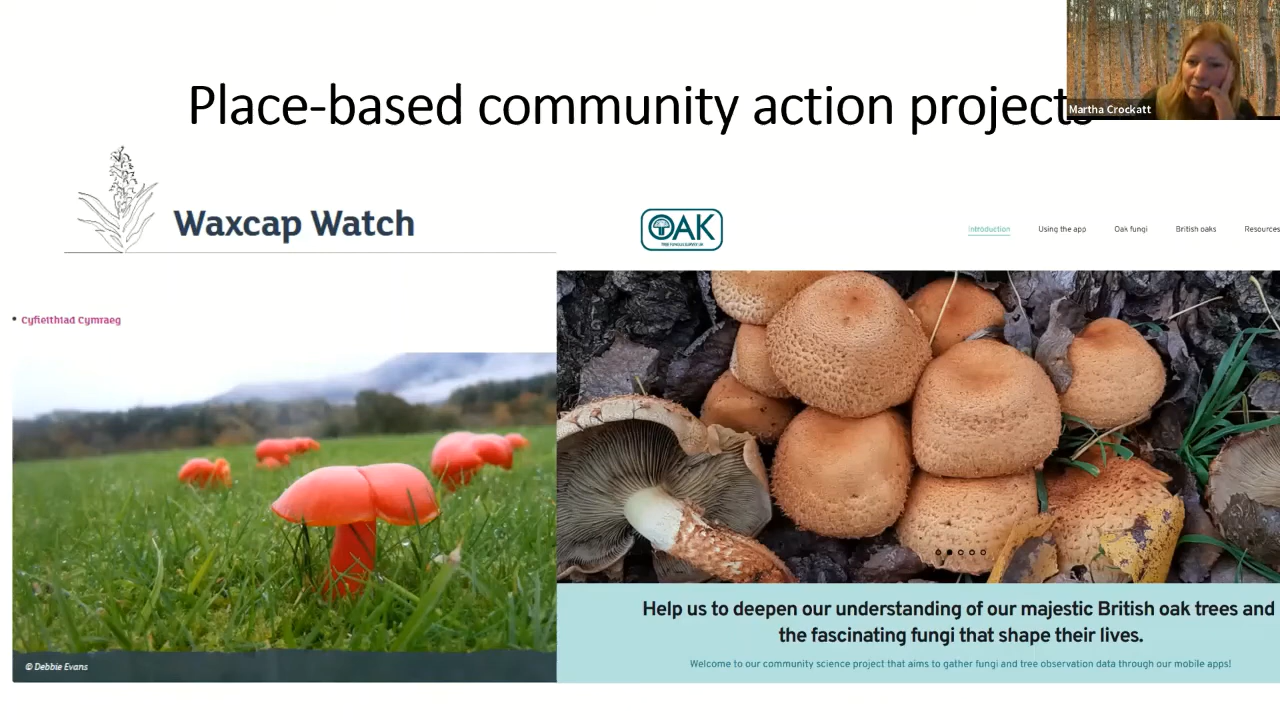 Place-based community action projects
Martha Crockatt
Waxcap Watch
OAK
Introduction
Using the app
Oak fungi
British oaks
Resources
• Cyfieithiad Cymraeg
© Debbie Evans
Help us to deepen our understanding of our majestic British oak trees and
the fascinating fungi that shape their lives.
Welcome to our community science project that aims to gather fungi and tree observation data through our mobile apps!